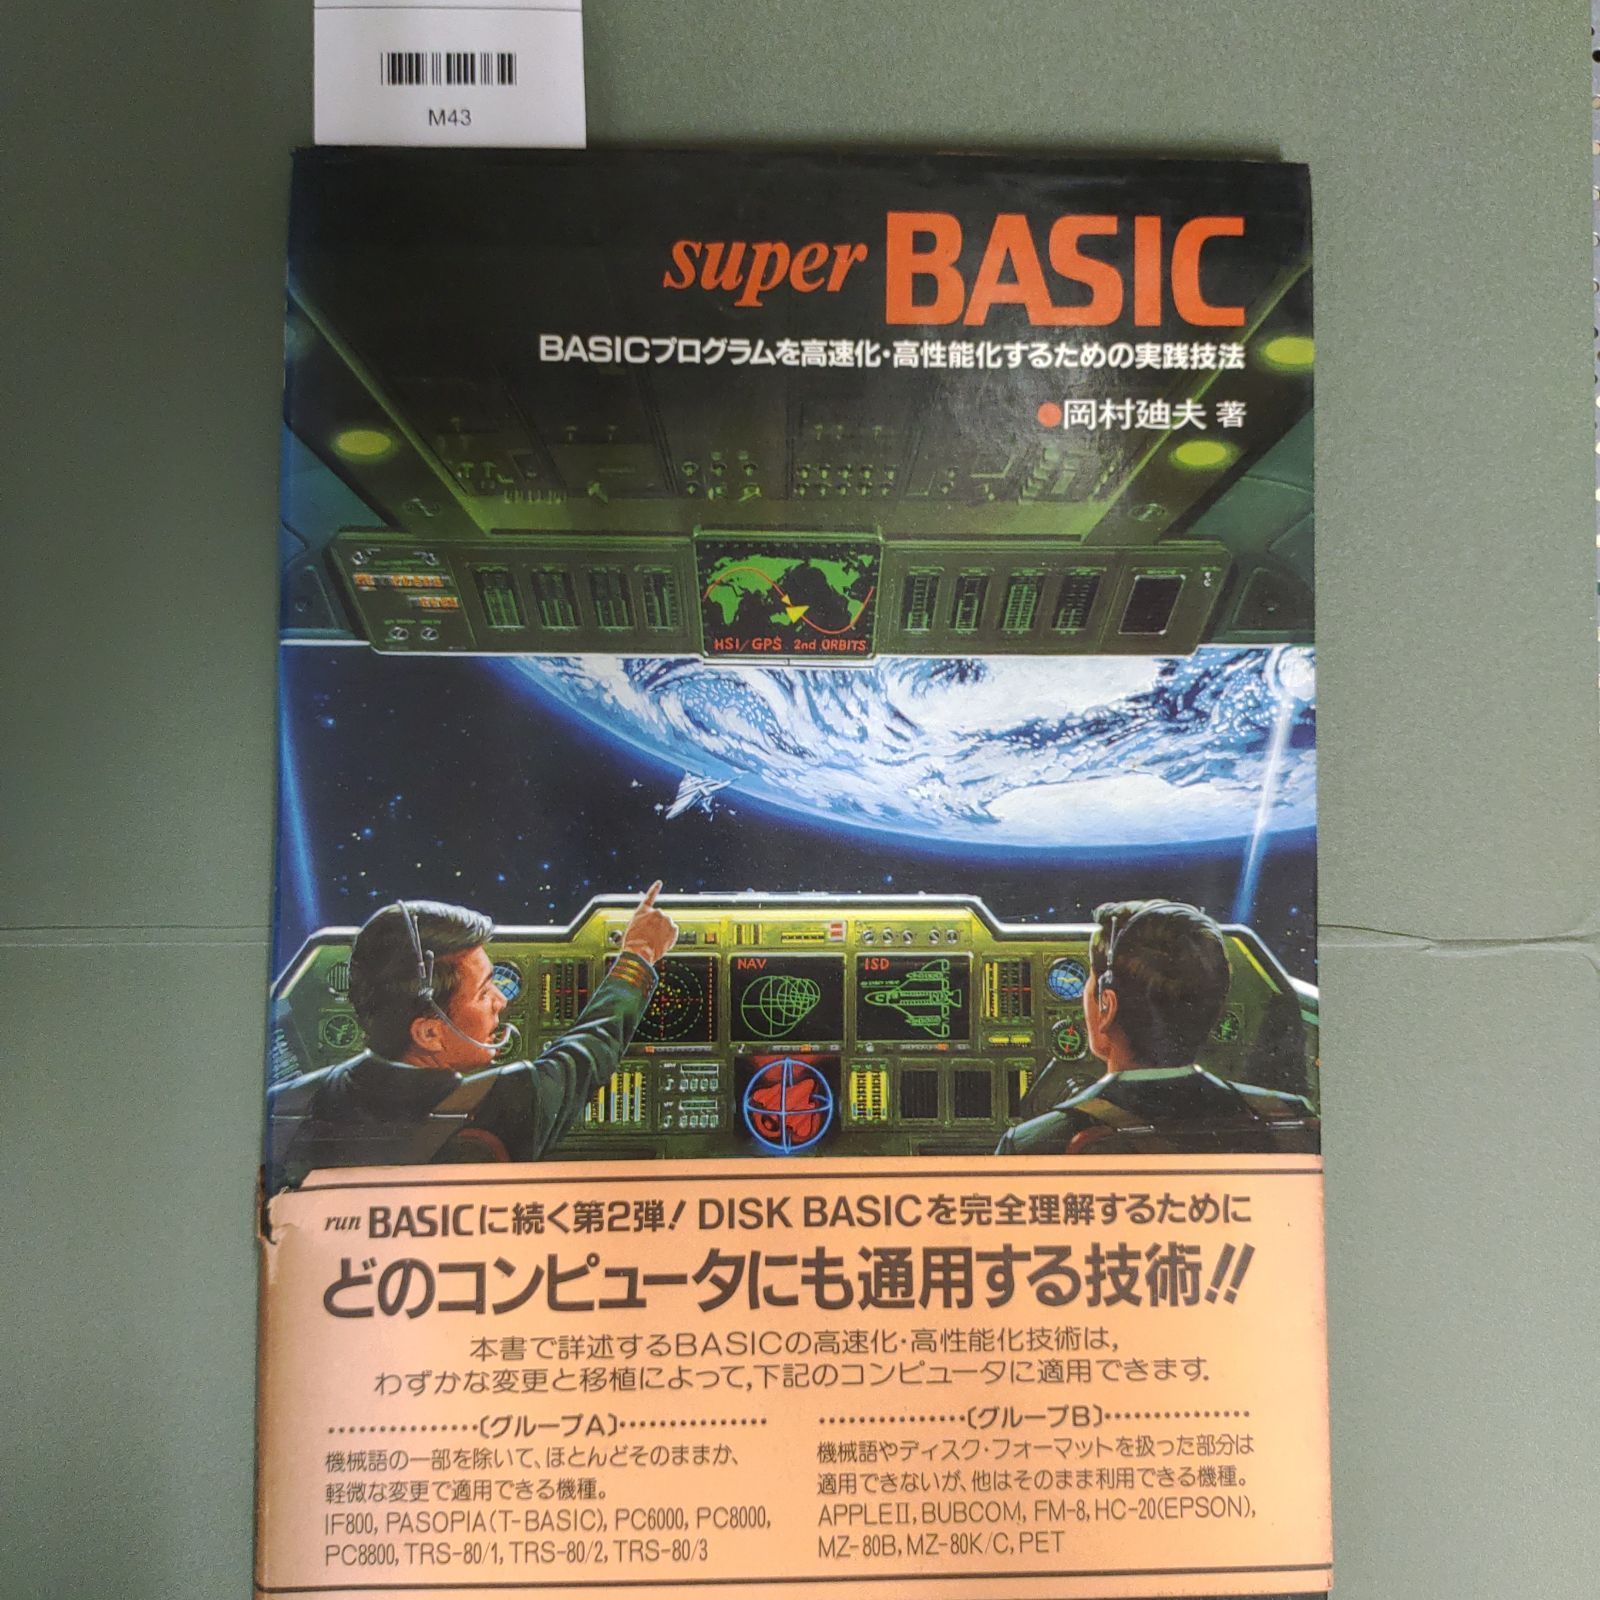 M43
super BASIC
BASICプログラムを高速化・高性能化するための実践技法
●岡村廸夫 著
HSI/GPS 2nd ORBITS
NAV
ISD
run BASICに続く第2弾! DISK BASICを完全理解するために
どのコンピュータにも通用する技術!!
本書で詳述するBASICの高速化・高性能化技術は,
わずかな変更と移植によって,下記のコンピュータに適用できます.
……………〔グループA〕……………
機械語の一部を除いて、ほとんどそのままか、
軽微な変更で適用できる機種。
IF800, PASOPIA(T-BASIC), PC6000, PC8000,
PC8800, TRS-80/1, TRS-80/2, TRS-80/3
……………〔グループB〕……………
機械語やディスク・フォーマットを扱った部分は
適用できないが、他はそのまま利用できる機種。
APPLEII, BUBCOM, FM-8, HC-20(EPSON),
MZ-80B, MZ-80K/C, PET